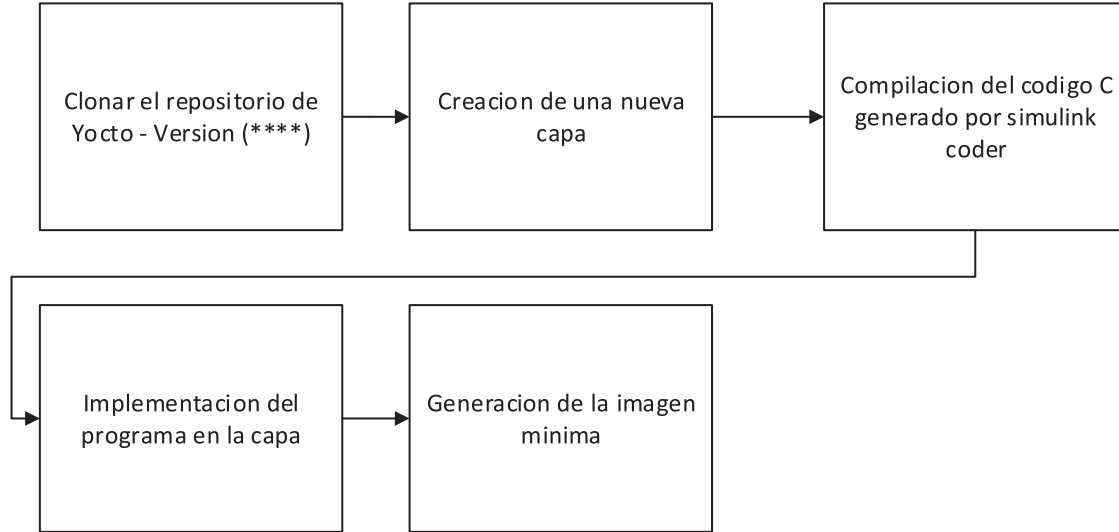 Clonar el repositorio de
Yocto - Version (****)
Creacion de una nueva
capa
Compilacion del codigo C
generado por simulink
coder
Implementacion del
programa en la capa
Generacion de la imagen
minima